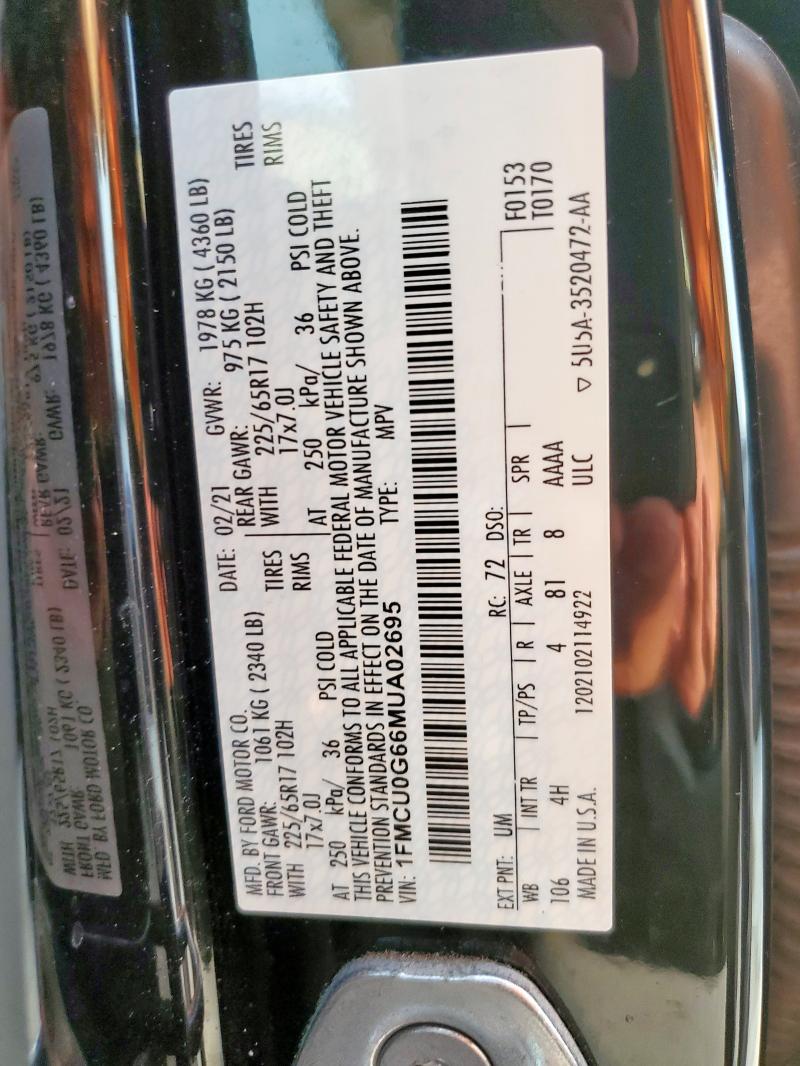 MFD. BY FORD MOTOR CO.
DATE: 02/21 GVWR: 1978 KG ( 4360 LB)
FRONT GAWR: 1061 KG ( 2340 LB) REAR GAWR: 975 KG ( 2150 LB)
WITH 225/65R17 102H TIRES WITH 225/65R17 102H TIRES
17x7.0J RIMS 17x7.0J RIMS
AT 250 kPa/ 36 PSI COLD AT 250 kPa/ 36 PSI COLD
THIS VEHICLE CONFORMS TO ALL APPLICABLE FEDERAL MOTOR VEHICLE SAFETY AND THEFT
PREVENTION STANDARDS IN EFFECT ON THE DATE OF MANUFACTURE SHOWN ABOVE.
VIN: 1FMCU0G66MUA02695 TYPE: MPV
EXT PNT: UM RC: 72 DSO: F0153
WB INT TR TP/PS R AXLE TR SPR T0170
106 4H 4 81 8 AAAA
MADE IN U.S.A. 1202102114922 ULC ▽ 5U5A-3520472-AA